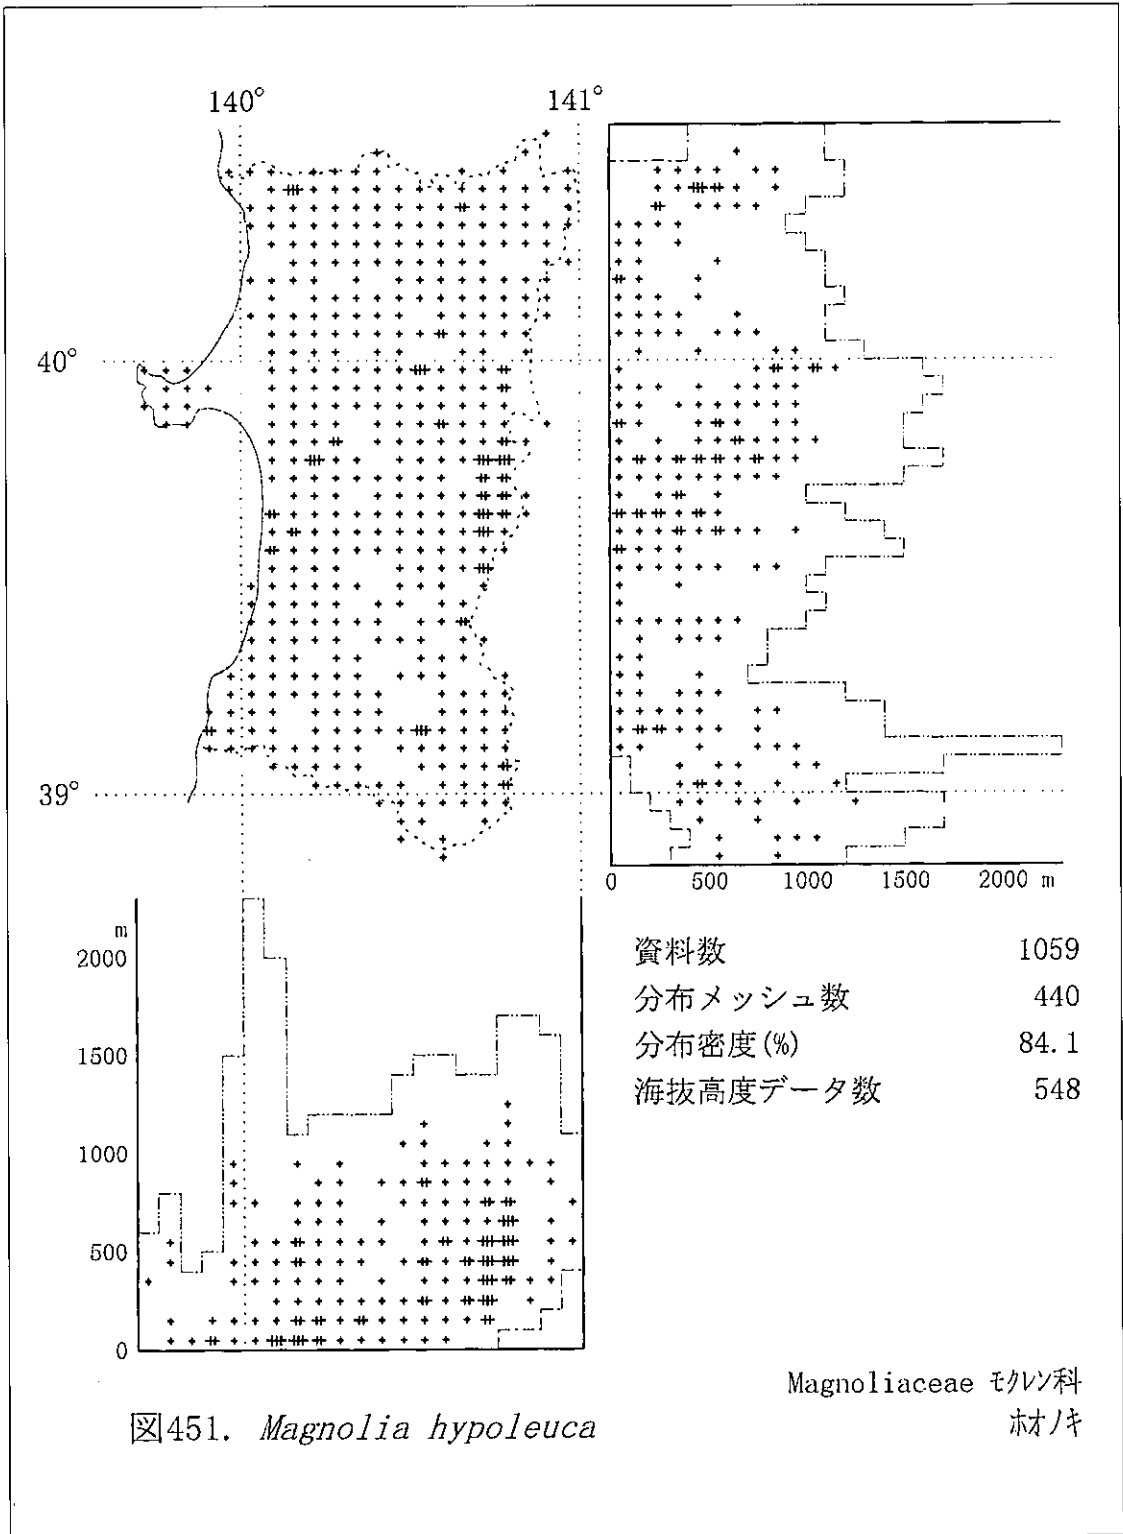 140° 141°
40°
39°
0 500 1000 1500 2000 m
m
2000
1500
1000
500
0
資料数 1059
分布メッシュ数 440
分布密度(%) 84.1
海抜高度データ数 548
Magnoliaceae モクレン科
ホオノキ
図451. Magnolia hypoleuca